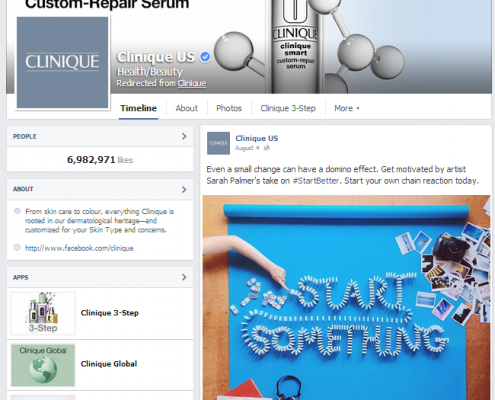 Custom-Repair Serum
CLINIQUE
CLINIQUE
clinique
smart
custom-repair
serum
Clinique US
Health/Beauty
Redirected from Clinique
Timeline
About
Photos
Clinique 3-Step
More
PEOPLE
6,982,971 likes
ABOUT
From skin care to colour, everything Clinique is
rooted in our dermatological heritage—and
customized for your Skin Type and concerns.
http://www.facebook.com/clinique
APPS
3-Step
Clinique 3-Step
Clinique Global
Clinique Global
CLINIQUE
Clinique US
August 4
Even a small change can have a domino effect. Get motivated by artist
Sarah Palmer's take on #StartBetter. Start your own chain reaction today.
START
SOMETHING